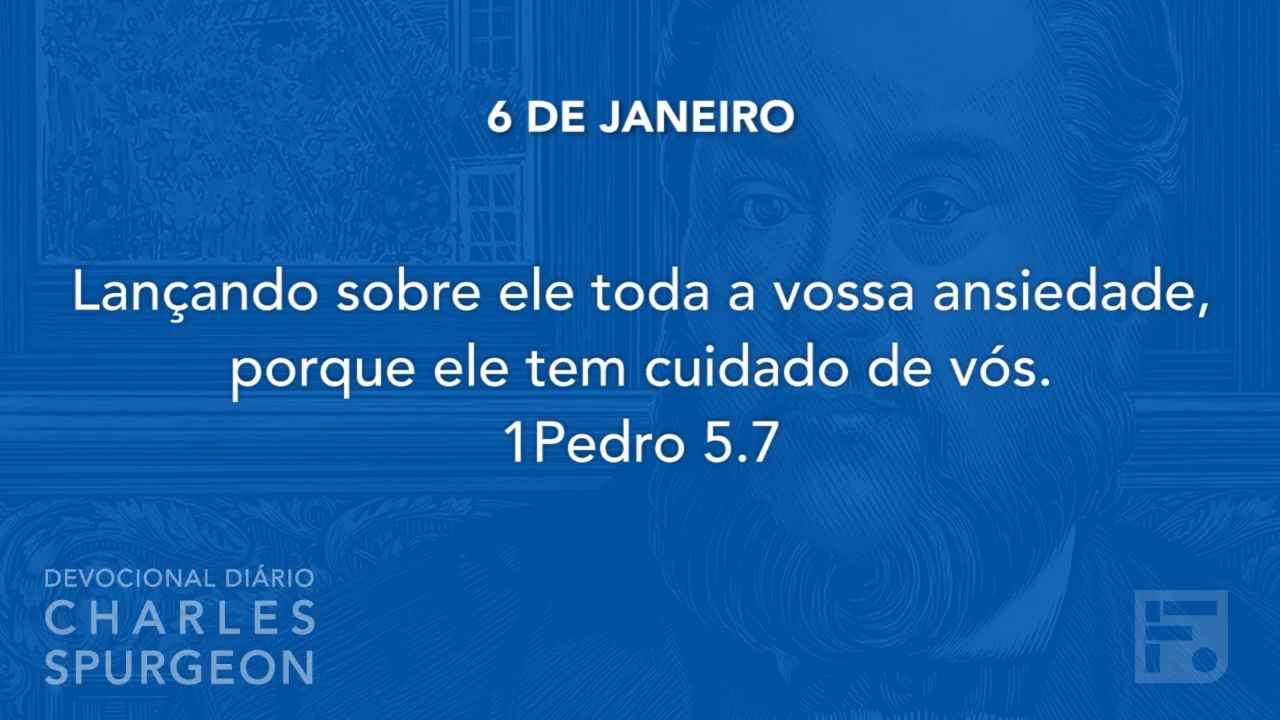 6 DE JANEIRO
Lançando sobre ele toda a vossa ansiedade,
porque ele tem cuidado de vós.
1Pedro 5.7
DEVOCIONAL DIÁRIO
CHARLES
SPURGEON